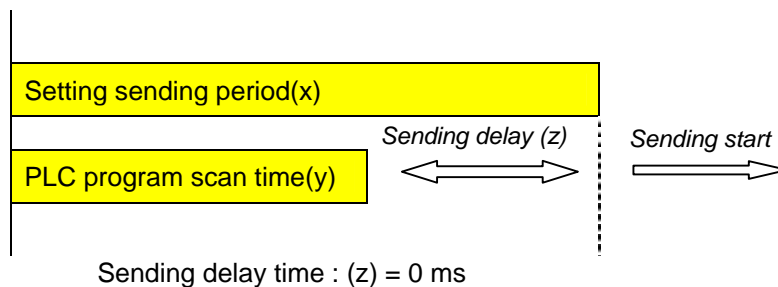 Setting sending period(x)
Sending delay (z)
Sending start
PLC program scan time(y)
Sending delay time : (z) = 0 ms